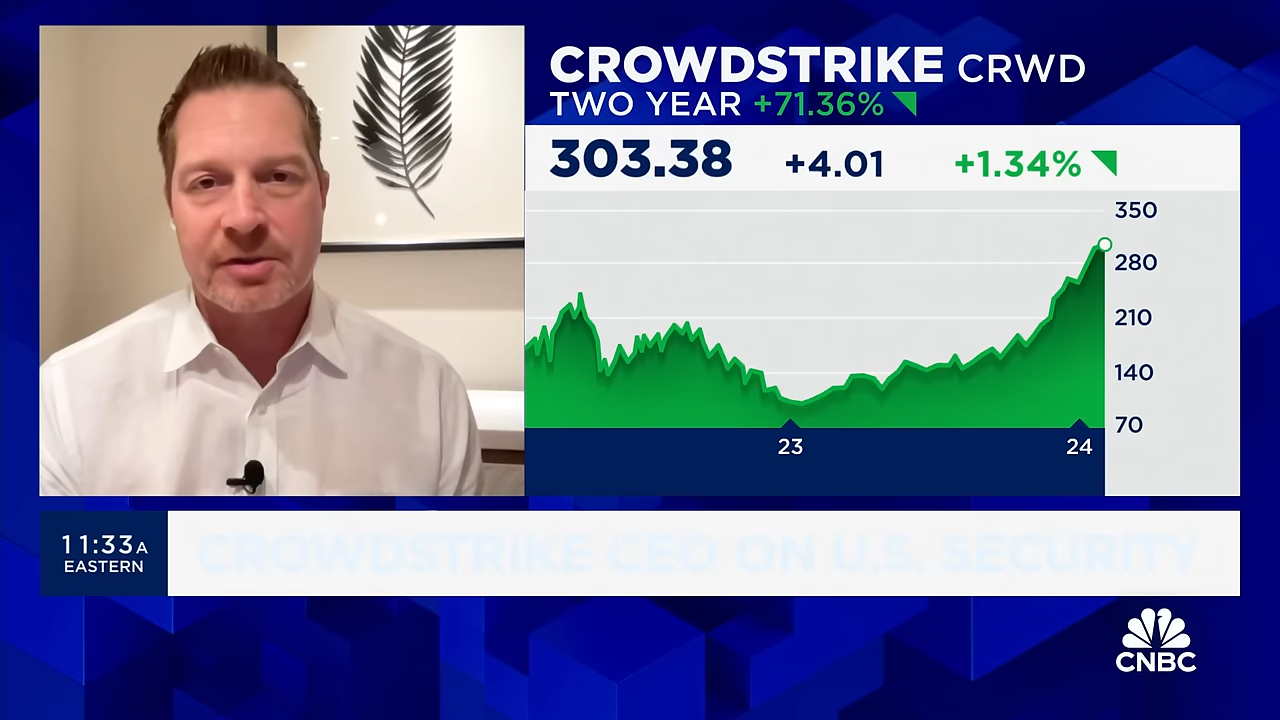 CROWDSTRIKE CRWD
TWO YEAR +71.36%
303.38 +4.01 +1.34%
350
280
210
140
70
23 24
11:33A
EASTERN
CROWDSTRIKE CEO ON U.S. SECURITY
CNBC